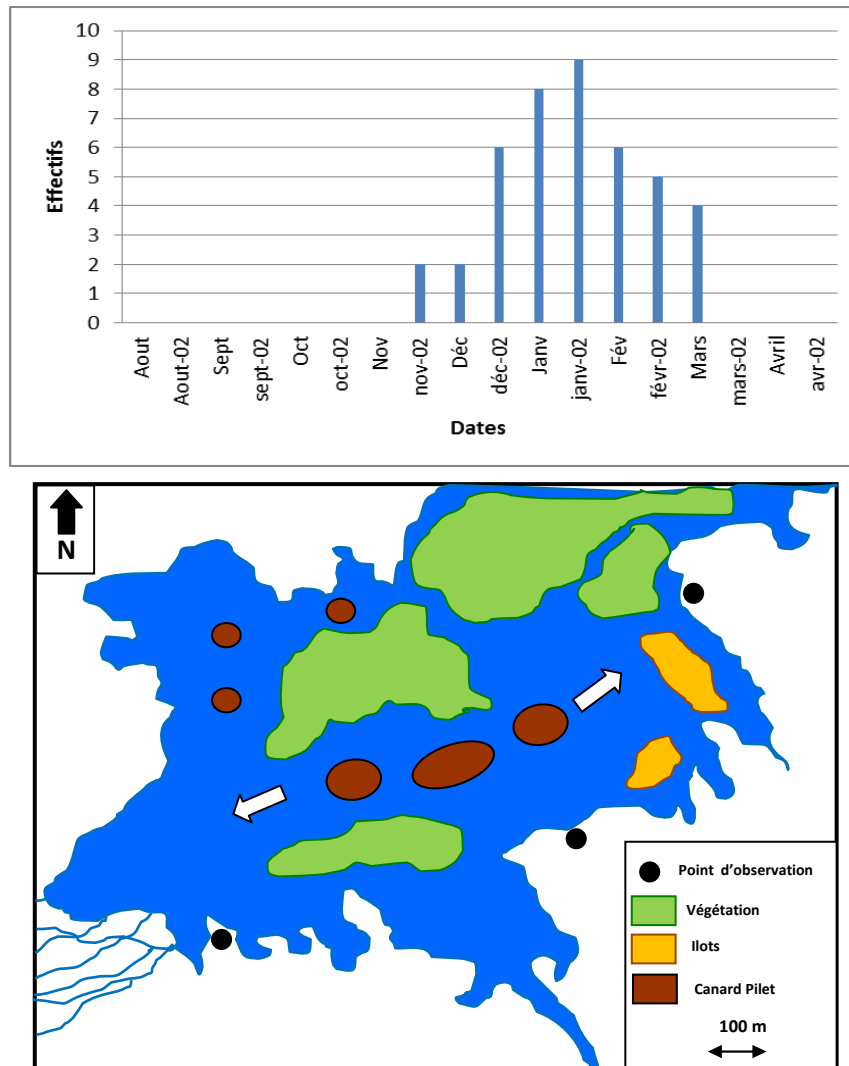 10
9
8
7
6
5
4
3
2
1
0
Effectifs
Aout
Aout-02
Sept
sept-02
Oct
oct-02
Nov
nov-02
Déc
déc-02
Janv
janv-02
Fév
févr-02
Mars
mars-02
Avril
avr-02
Dates
N
Point d'observation
Végétation
Ilots
Canard Pilet
100 m